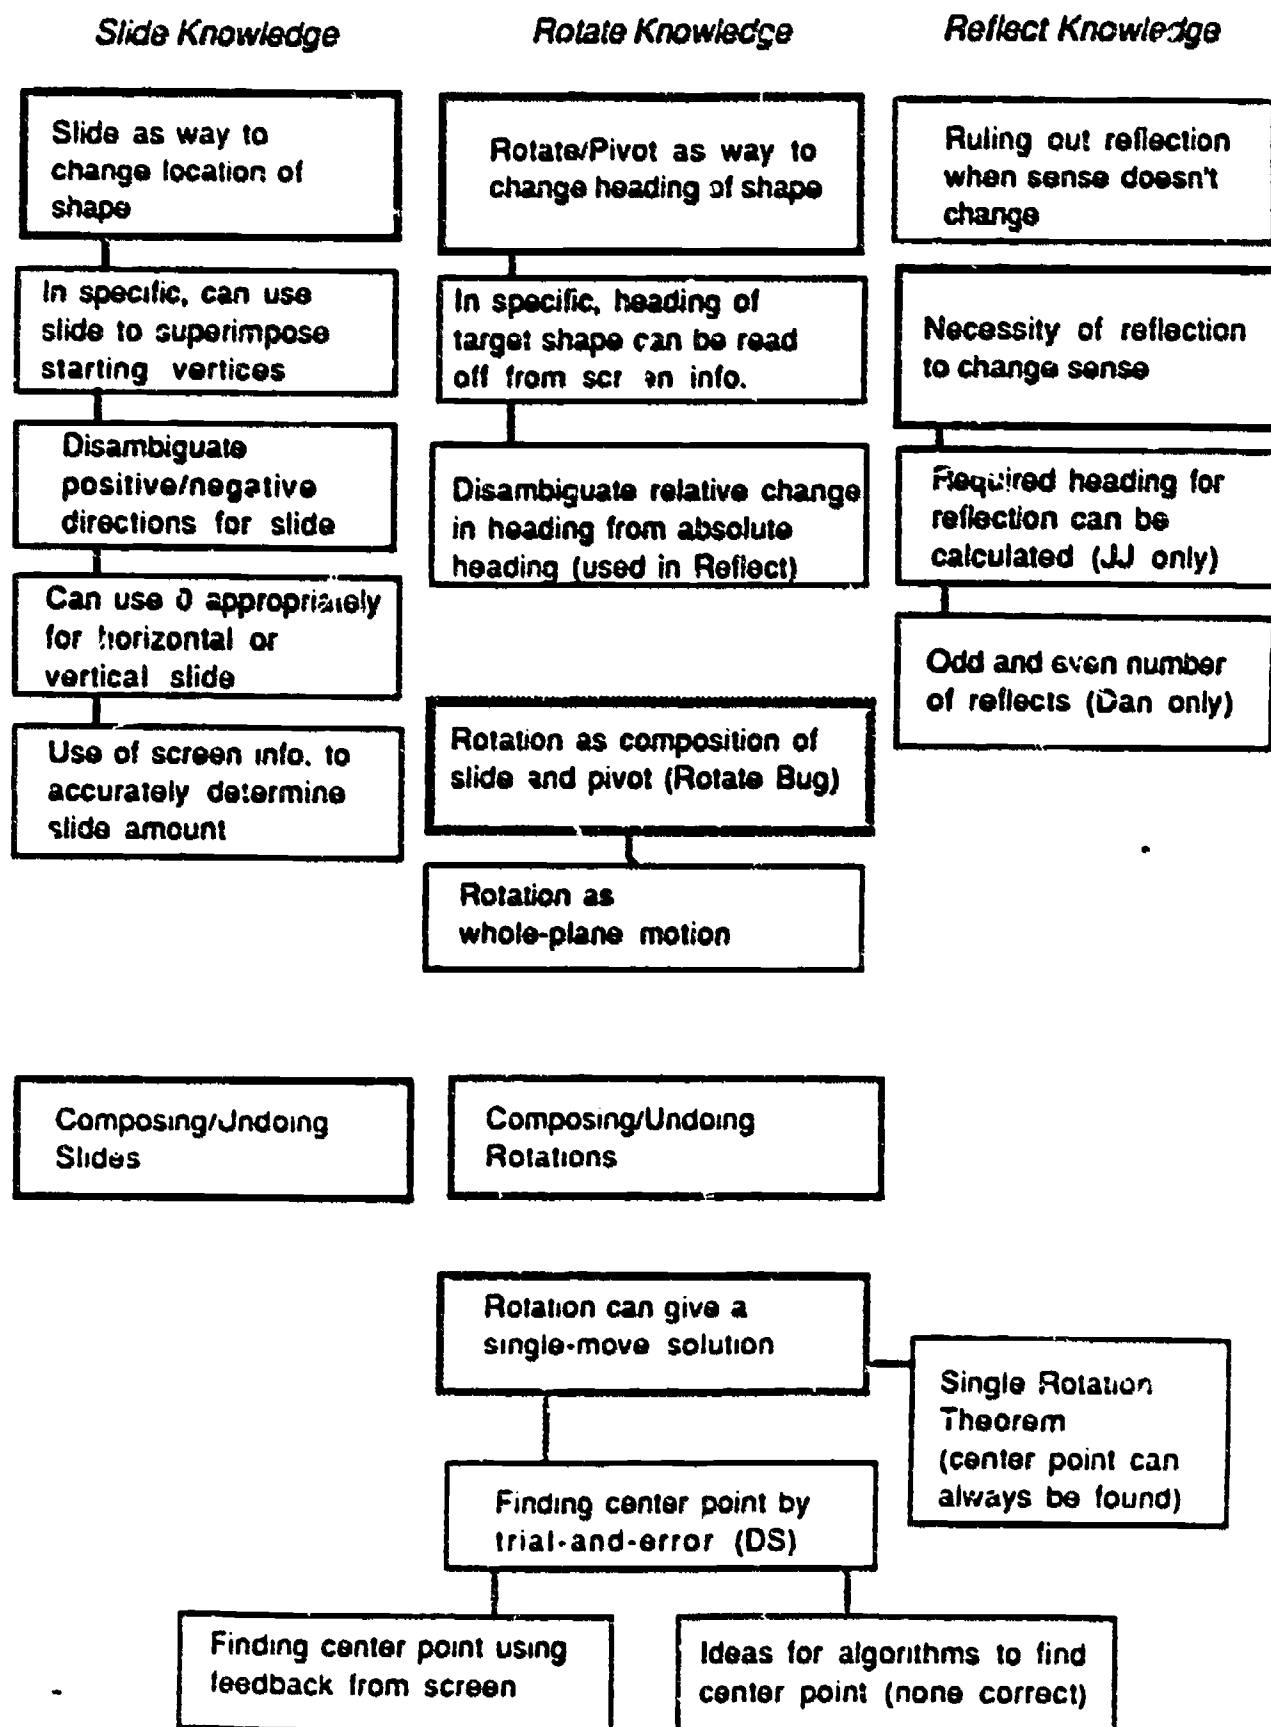 Slide Knowledge
Slide as way to
change location of
shape
In specific, can use
slide to superimpose
starting vertices
Disambiguate
positive/negative
directions for slide
Can use 0 appropriately
for horizontal or
vertical slide
Use of screen info. to
accurately determine
slide amount
Rotate Knowledge
Rotate/Pivot as way to
change heading of shape
In specific, heading of
target shape can be read
off from screen info.
Disambiguate relative change
in heading from absolute
heading (used in Reflect)
Rotation as composition of
slide and pivot (Rotate Bug)
Rotation as
whole-plane motion
Reflect Knowledge
Ruling out reflection
when sense doesn't
change
Necessity of reflection
to change sense
Required heading for
reflection can be
calculated (JJ only)
Odd and even number
of reflects (Dan only)
Composing/Undoing
Slides
Composing/Undoing
Rotations
Rotation can give a
single-move solution
Single Rotation
Theorem
(center point can
always be found)
Finding center point by
trial-and-error (DS)
Finding center point using
feedback from screen
Ideas for algorithms to find
center point (none correct)